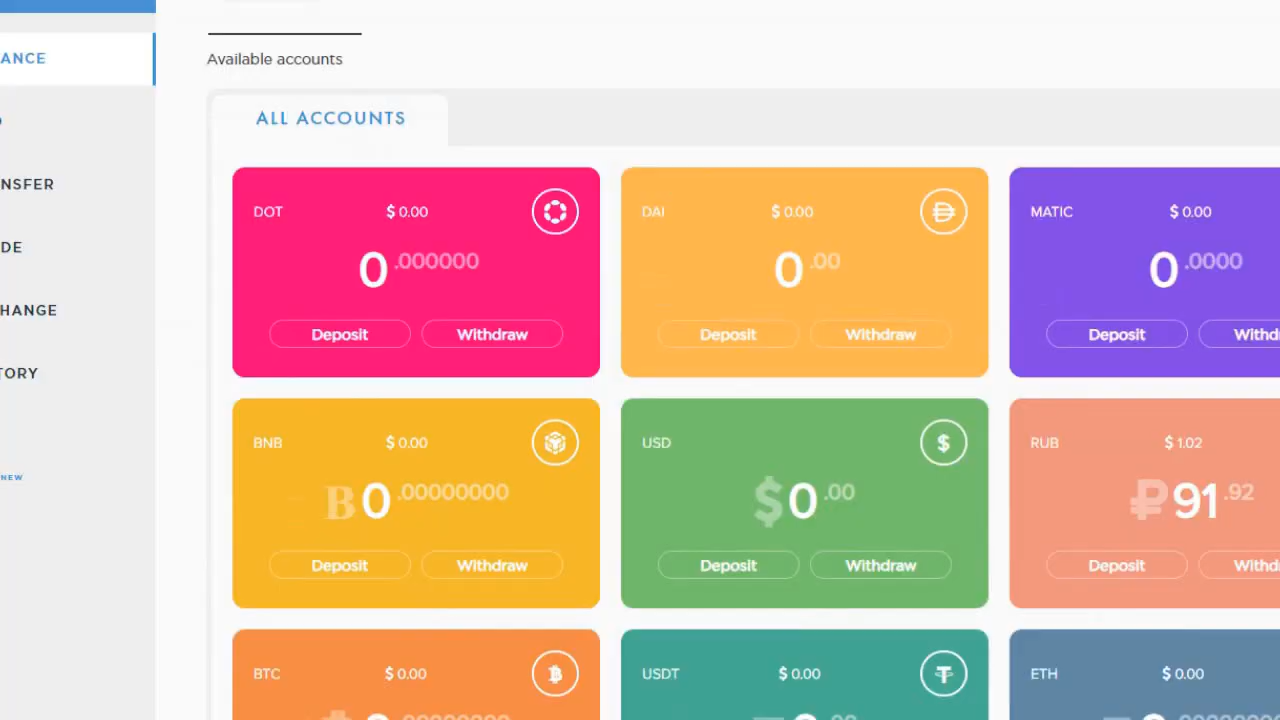 ANCE
NSFER
DE
HANGE
TORY
NEW
Available accounts
ALL ACCOUNTS
DOT $ 0.00
0.000000
Deposit Withdraw
DAI $ 0.00
0.00
Deposit Withdraw
MATIC $ 0.00
0.0000
Deposit Withd
BNB $ 0.00
B0.00000000
Deposit Withdraw
USD
$0.00
Deposit Withdraw
RUB $ 1.02
₽91.92
Deposit Withd
BTC $ 0.00
USDT $ 0.00
ETH $ 0.00